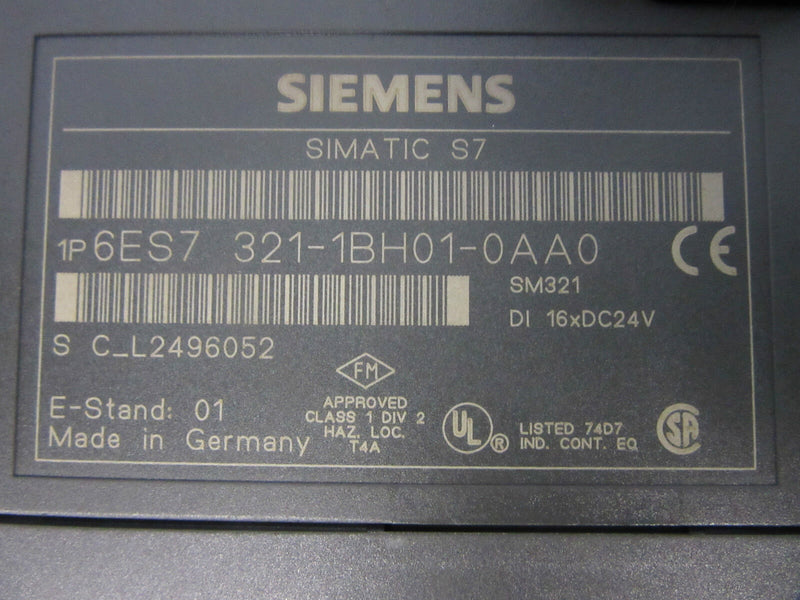 SIEMENS
SIMATIC S7
1P 6ES7 321-1BH01-0AA0
CE
SM321
DI 16xDC24V
S C_L2496052
E-Stand: 01
Made in Germany
FM
APPROVED
CLASS 1 DIV 2
HAZ. LOC.
T4A
UL ®
LISTED 74D7
IND. CONT. EQ
SA